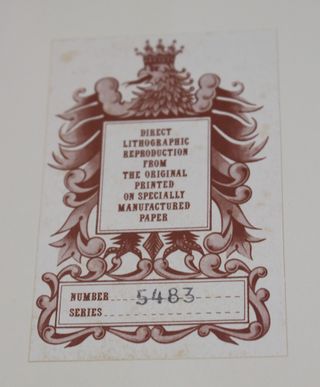 DIRECT
LITHOGRAPHIC
REPRODUCTION
FROM
THE ORIGINAL
PRINTED
ON SPECIALLY
MANUFACTURED
PAPER
NUMBER 5483
SERIES